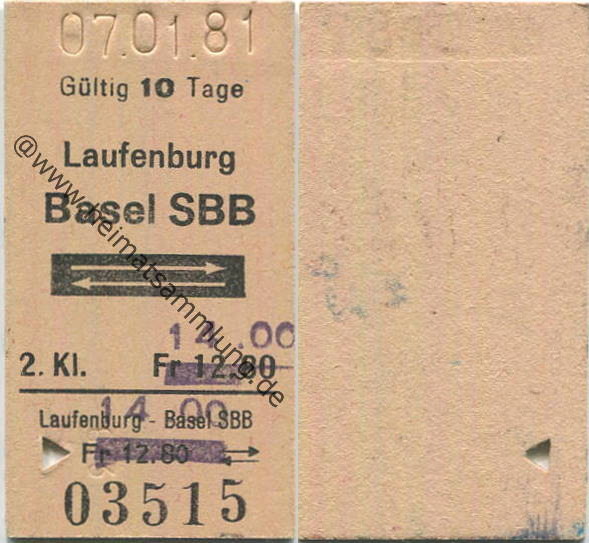 07.01.81
Gültig 10 Tage
Laufenburg
Basel SBB
14.00
2. Kl. Fr 12.80
14.00
Laufenburg - Basel SBB
Fr 12.80
03515
@www.heimatsammlung.de